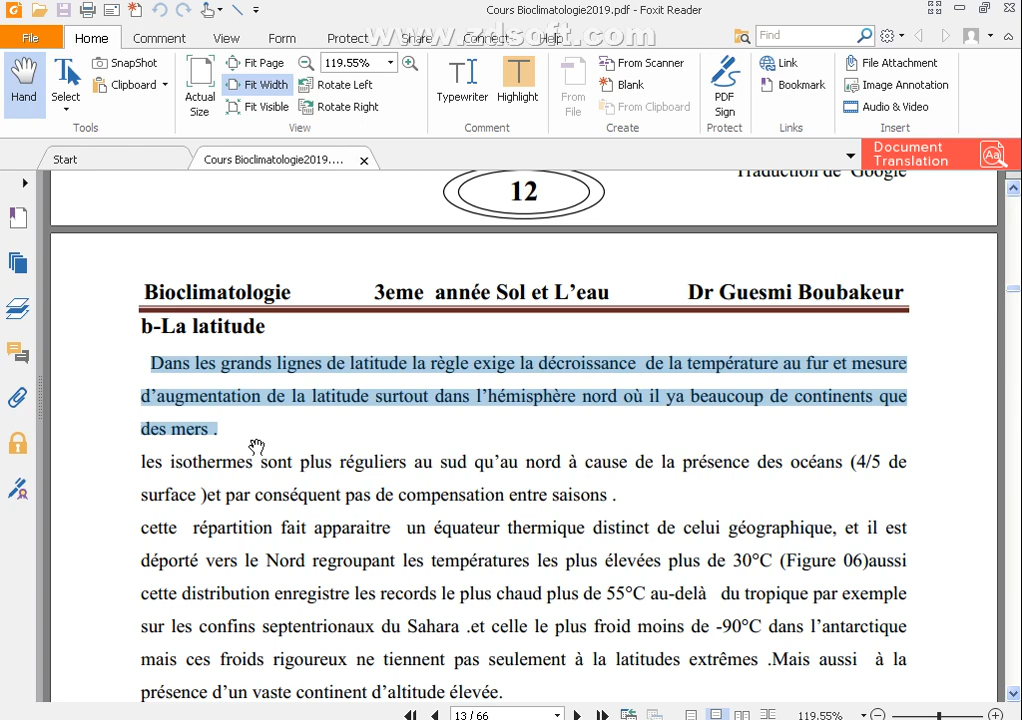 Cours Bioclimatologie2019.pdf - Foxit Reader
File Home Comment View Form Protect Share Connect Help Find
www.zdsoft.com
Hand Select SnapShot Clipboard Tools
Actual Size Fit Page Fit Width Fit Visible 119.55% Rotate Left Rotate Right View
Typewriter Highlight Comment
From File From Scanner Blank From Clipboard Create
PDF Sign Protect
Link Bookmark Links
File Attachment Image Annotation Audio & Video Insert
Start Cours Bioclimatologie2019.... Document Translation
Traduction de Google
12
Bioclimatologie 3eme année Sol et L’eau Dr Guesmi Boubakeur
b-La latitude
Dans les grands lignes de latitude la règle exige la décroissance de la température au fur et mesure
d’augmentation de la latitude surtout dans l’hémisphère nord où il ya beaucoup de continents que
des mers .
les isothermes sont plus réguliers au sud qu’au nord à cause de la présence des océans (4/5 de
surface )et par conséquent pas de compensation entre saisons .
cette répartition fait apparaitre un équateur thermique distinct de celui géographique, et il est
déporté vers le Nord regroupant les températures les plus élevées plus de 30°C (Figure 06)aussi
cette distribution enregistre les records le plus chaud plus de 55°C au-delà du tropique par exemple
sur les confins septentrionaux du Sahara .et celle le plus froid moins de -90°C dans l’antarctique
mais ces froids rigoureux ne tiennent pas seulement à la latitudes extrêmes .Mais aussi à la
présence d’un vaste continent d’altitude élevée.
13 / 66 119.55%